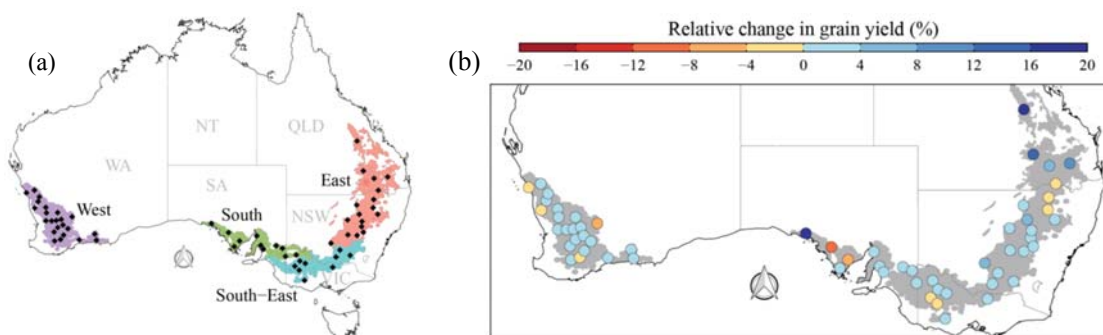 (a)
NT
QLD
WA
SA
East
West
NSW
South
South−East
(b)
Relative change in grain yield (%)
−20 −16 −12 −8 −4 0 4 8 12 16 20